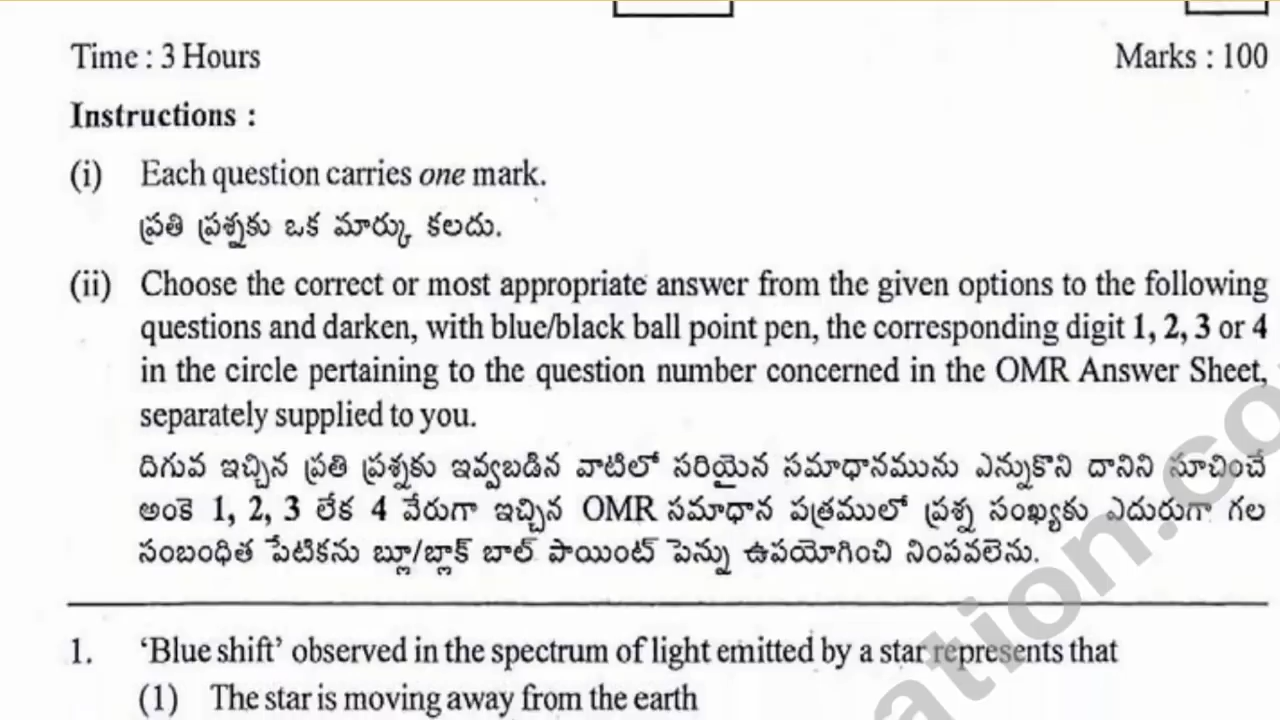 Time : 3 Hours Marks : 100
Instructions :
(i) Each question carries one mark.
ప్రతి ప్రశ్నకు ఒక మార్కు కలదు.
(ii) Choose the correct or most appropriate answer from the given options to the following
questions and darken, with blue/black ball point pen, the corresponding digit 1, 2, 3 or 4
in the circle pertaining to the question number concerned in the OMR Answer Sheet,
separately supplied to you.
దిగువ ఇచ్చిన ప్రతి ప్రశ్నకు ఇవ్వబడిన వాటిలో సరియైన సమాధానమును ఎన్నుకొని దానిని సూచించే
అంకె 1, 2, 3 లేక 4 వేరుగా ఇచ్చిన OMR సమాధాన పత్రములో ప్రశ్న సంఖ్యకు ఎదురుగా గల
సంబంధిత పేటికను బ్లూ/బ్లాక్ బాల్ పాయింట్ పెన్ను ఉపయోగించి నింపవలెను.
ation.co
1. ‘Blue shift’ observed in the spectrum of light emitted by a star represents that
(1) The star is moving away from the earth